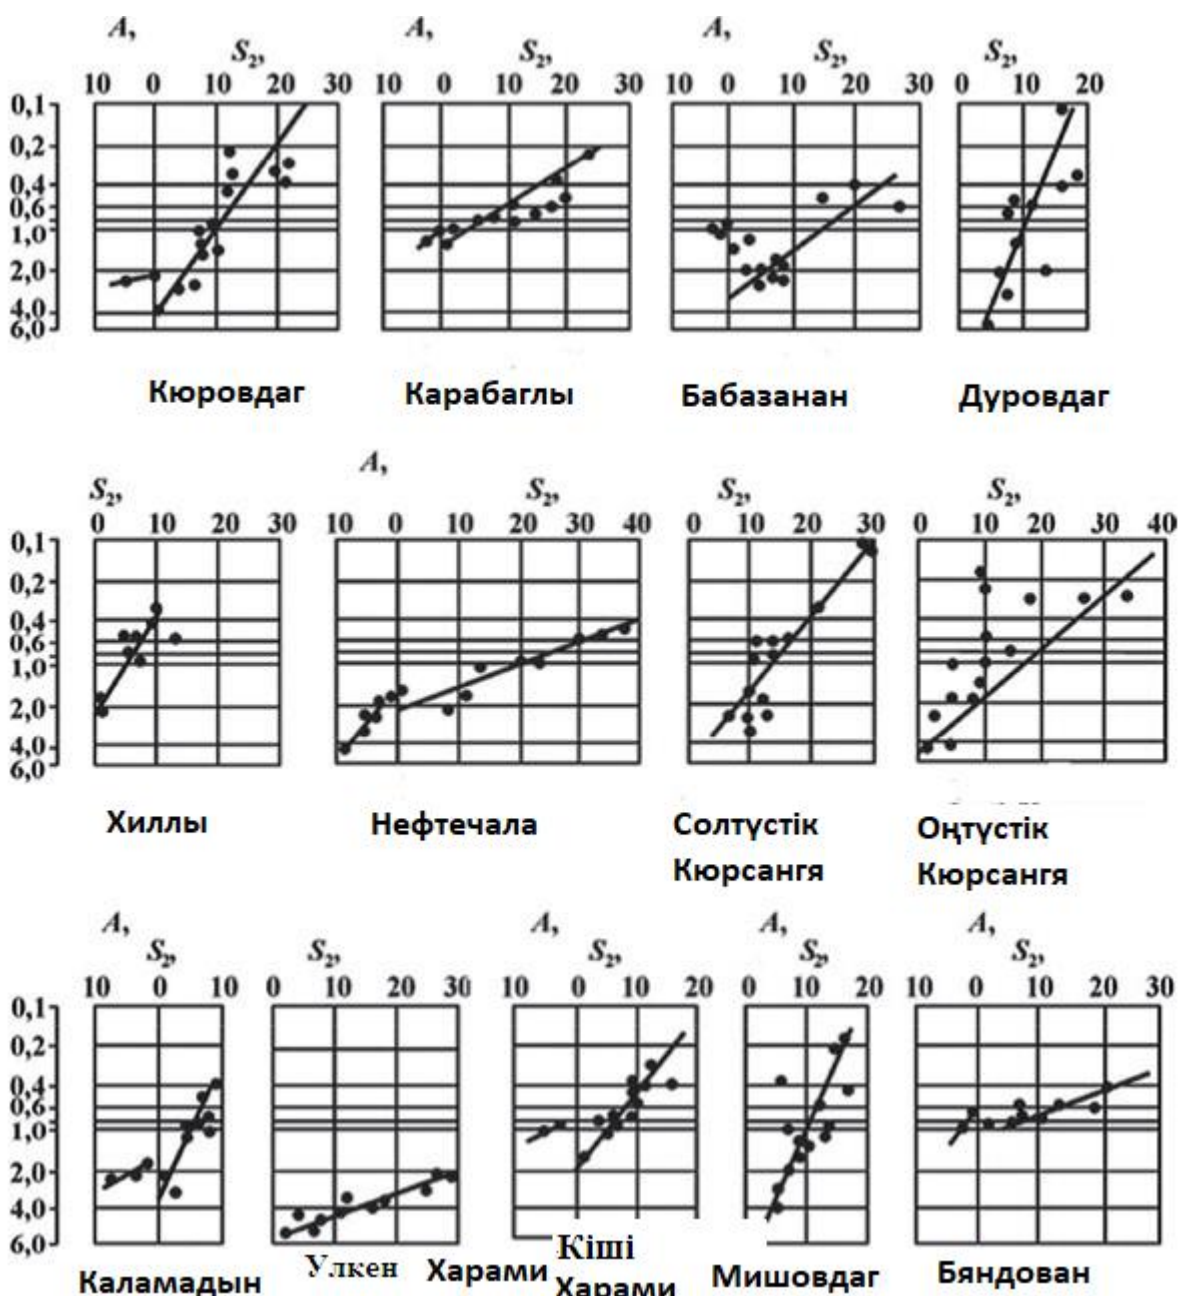 A, A, A,
S₂, S₂, S₂, S₂,
10 0 10 20 30 10 0 10 20 30 10 0 10 20 30 0 10 20
0,1
0,2
0,4
0,6
1,0
2,0
4,0
6,0
Кюровдаг Карабаглы Бабазанан Дуровдаг
A,
S₂, S₂, S₂, S₂,
0 10 20 30 10 0 10 20 30 40 0 10 20 30 0 10 20 30 40
0,1
0,2
0,4
0,6
1,0
2,0
4,0
6,0
Хиллы Нефтечала Солтүстік Оңтүстік
Кюрсангя Кюрсангя
A, A, A, A,
S₂, S₂, S₂, S₂, S₂,
10 0 10 0 10 20 30 10 0 10 20 0 10 20 10 0 10 20 30
0,1
0,2
0,4
0,6
1,0
2,0
4,0
6,0
Каламадын Улкен Харами Кіші Мишовдаг Бяндован
Харами